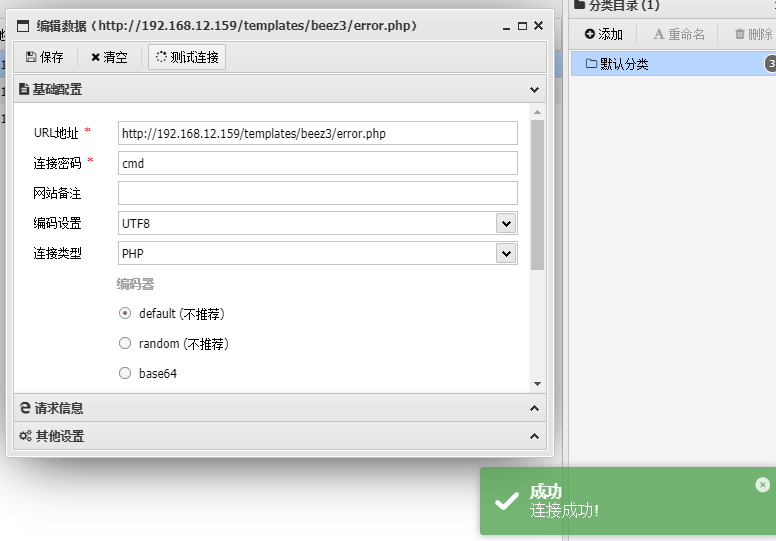 编辑数据 (http://192.168.12.159/templates/beez3/error.php)
保存 清空 测试连接
基础配置
URL地址 * http://192.168.12.159/templates/beez3/error.php
连接密码 * cmd
网站备注
编码设置 UTF8
连接类型 PHP
编码器
default (不推荐)
random (不推荐)
base64
请求信息
其他设置
分类目录 (1)
添加 重命名 删除
默认分类 3
成功
连接成功!